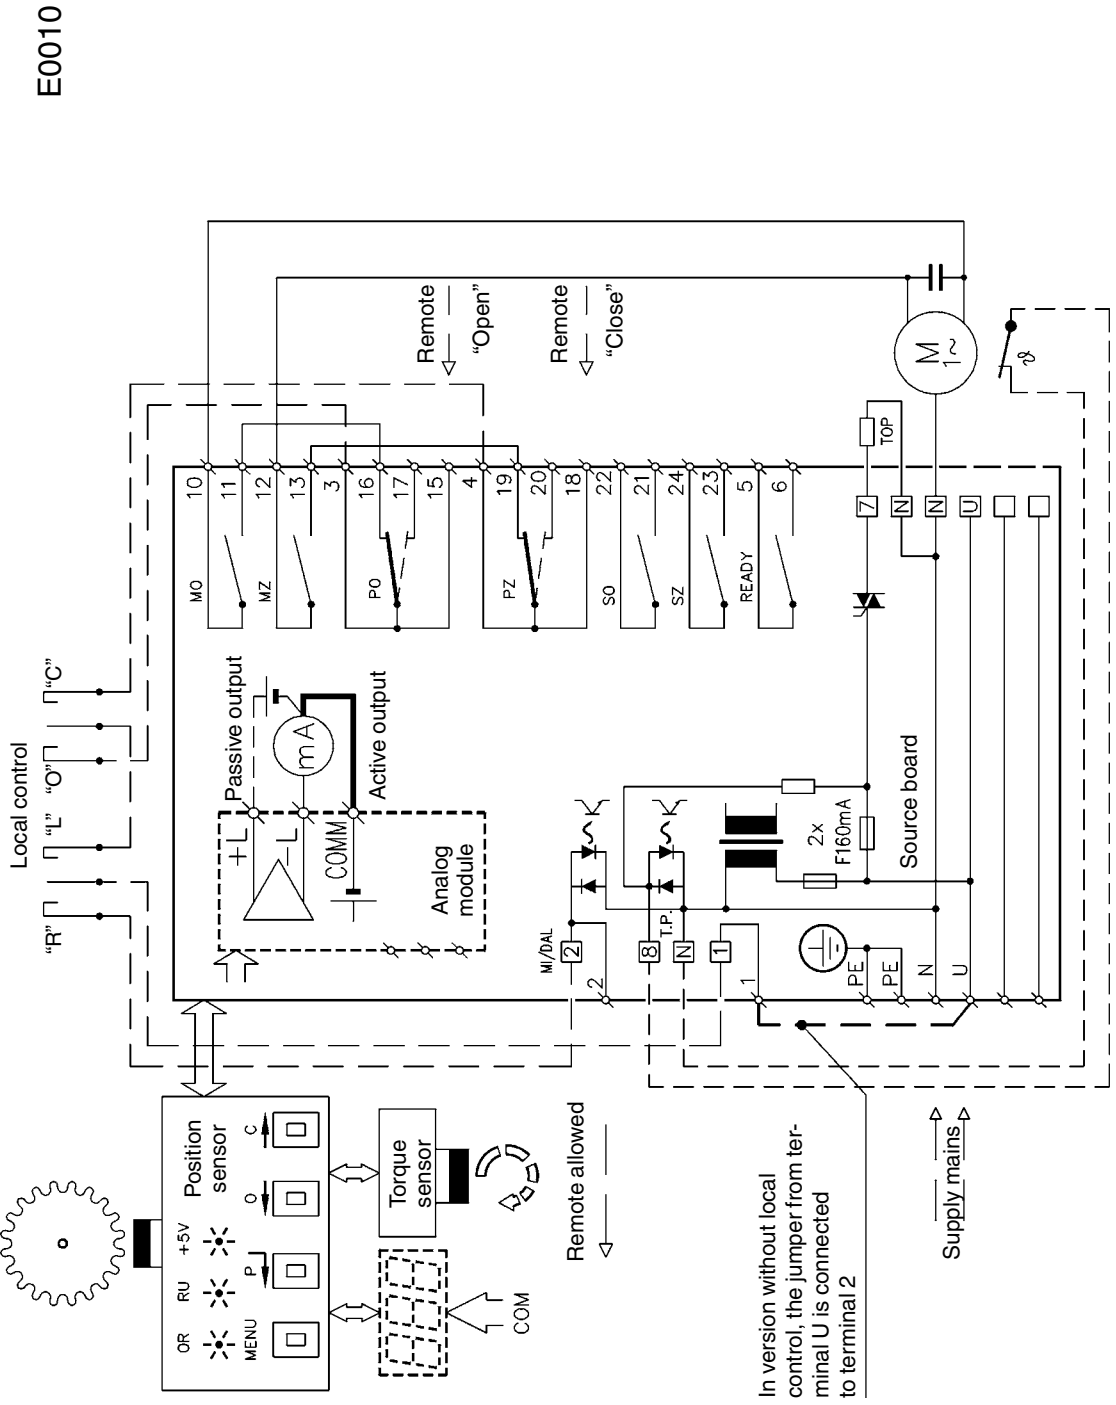 E0010
Local control
"R"
"L"
"O"
"C"
Remote
"Open"
Remote
"Close"
10
11
12
13
3
16
17
15
4
19
20
18
22
21
24
23
5
6
MO
MZ
PO
PZ
SO
SZ
READY
TOP
7
N
N
U
M
1~
ϑ
Passive output
mA
Active output
+L
-L
COMM
Analog
module
MI/DAL
2
2
8
T.P.
N
1
1
2x
F160mA
Source board
PE
PE
N
U
Position
sensor
+5V
RU
OR
C
O
P
MENU
Torque
sensor
COM
Remote allowed
Supply mains
In version without local
control, the jumper from ter-
minal U is connected
to terminal 2